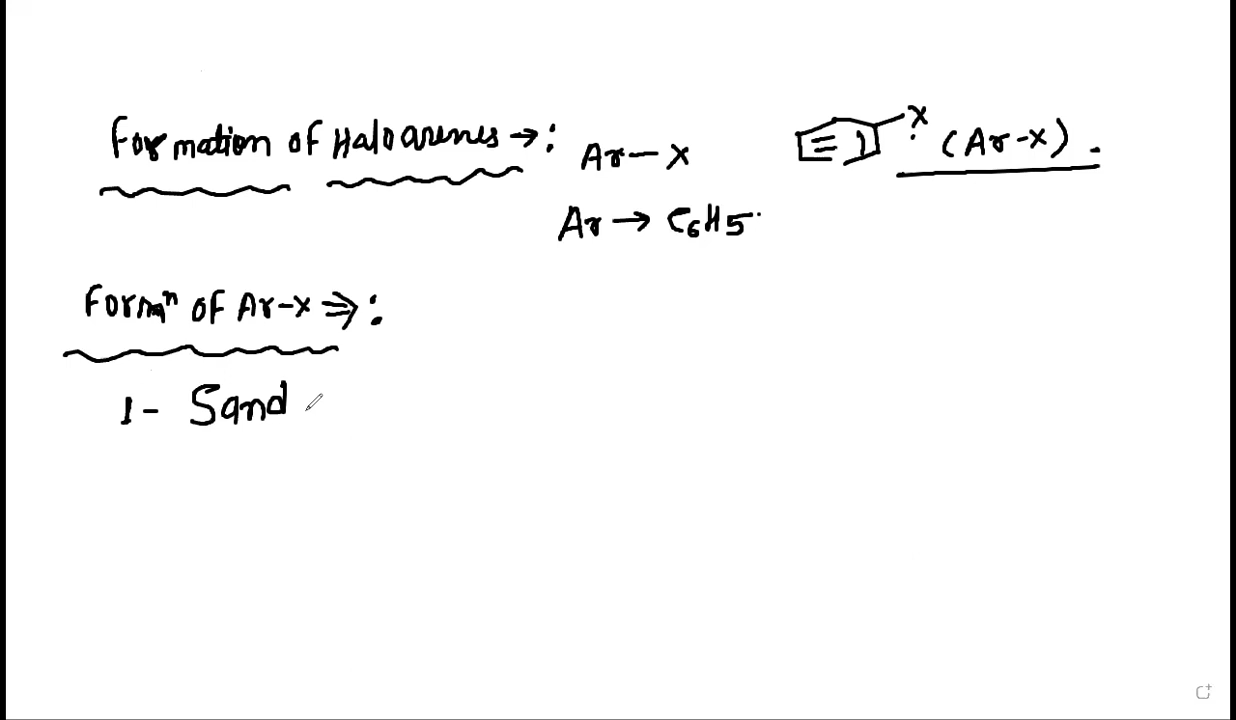 Formation of Haloarenes →:
Ar – X
X (Ar-X).
Ar → C6H5
Formⁿ of Ar-X ⇒:
1- Sand